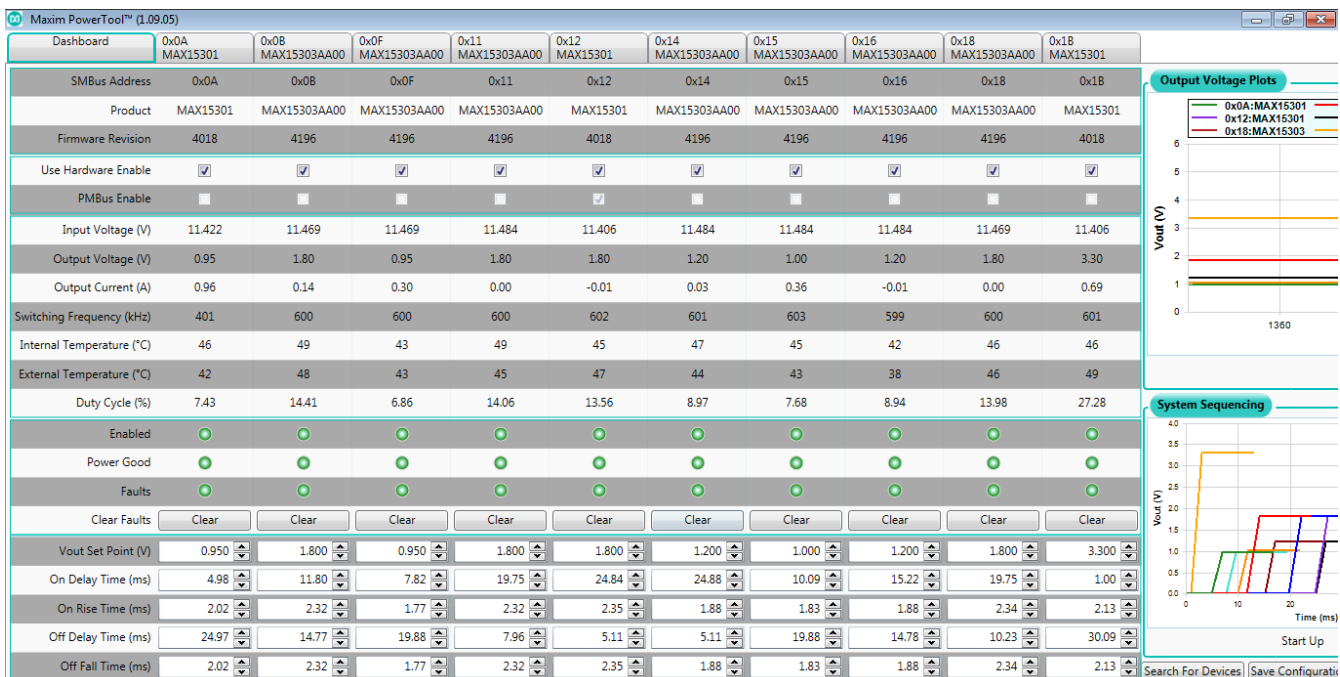 Maxim PowerTool™ (1.09.05)
Dashboard 0x0A 0x0B 0x0F 0x11 0x12 0x14 0x15 0x16 0x18 0x1B
MAX15301 MAX15303AA00 MAX15303AA00 MAX15303AA00 MAX15301 MAX15303AA00 MAX15303AA00 MAX15303AA00 MAX15303AA00 MAX15301
SMBus Address 0x0A 0x0B 0x0F 0x11 0x12 0x14 0x15 0x16 0x18 0x1B
Product MAX15301 MAX15303AA00 MAX15303AA00 MAX15303AA00 MAX15301 MAX15303AA00 MAX15303AA00 MAX15303AA00 MAX15303AA00 MAX15301
Firmware Revision 4018 4196 4196 4196 4018 4196 4196 4196 4196 4018
Use Hardware Enable
PMBus Enable
Input Voltage (V) 11.422 11.469 11.469 11.484 11.406 11.484 11.484 11.484 11.469 11.406
Output Voltage (V) 0.95 1.80 0.95 1.80 1.80 1.20 1.00 1.20 1.80 3.30
Output Current (A) 0.96 0.14 0.30 0.00 -0.01 0.03 0.36 -0.01 0.00 0.69
Switching Frequency (kHz) 401 600 600 600 602 601 603 599 600 601
Internal Temperature (°C) 46 49 43 49 45 47 45 42 46 46
External Temperature (°C) 42 48 43 45 47 44 43 38 46 49
Duty Cycle (%) 7.43 14.41 6.86 14.06 13.56 8.97 7.68 8.94 13.98 27.28
Enabled
Power Good
Faults
Clear Faults Clear Clear Clear Clear Clear Clear Clear Clear Clear Clear
Vout Set Point (V) 0.950 1.800 0.950 1.800 1.800 1.200 1.000 1.200 1.800 3.300
On Delay Time (ms) 4.98 11.80 7.82 19.75 24.84 24.88 10.09 15.22 19.75 1.00
On Rise Time (ms) 2.02 2.32 1.77 2.32 2.35 1.88 1.83 1.88 2.34 2.13
Off Delay Time (ms) 24.97 14.77 19.88 7.96 5.11 5.11 19.88 14.78 10.23 30.09
Off Fall Time (ms) 2.02 2.32 1.77 2.32 2.35 1.88 1.83 1.88 2.34 2.13
Output Voltage Plots
0x0A:MAX15301
0x12:MAX15301
0x18:MAX15303
6
5
4
3
2
1
0
Vout (V)
1360
System Sequencing
4.0
3.5
3.0
2.5
2.0
1.5
1.0
0.5
0.0
Vout (V)
0 10 20
Time (ms)
Start Up
Search For Devices Save Configuratio